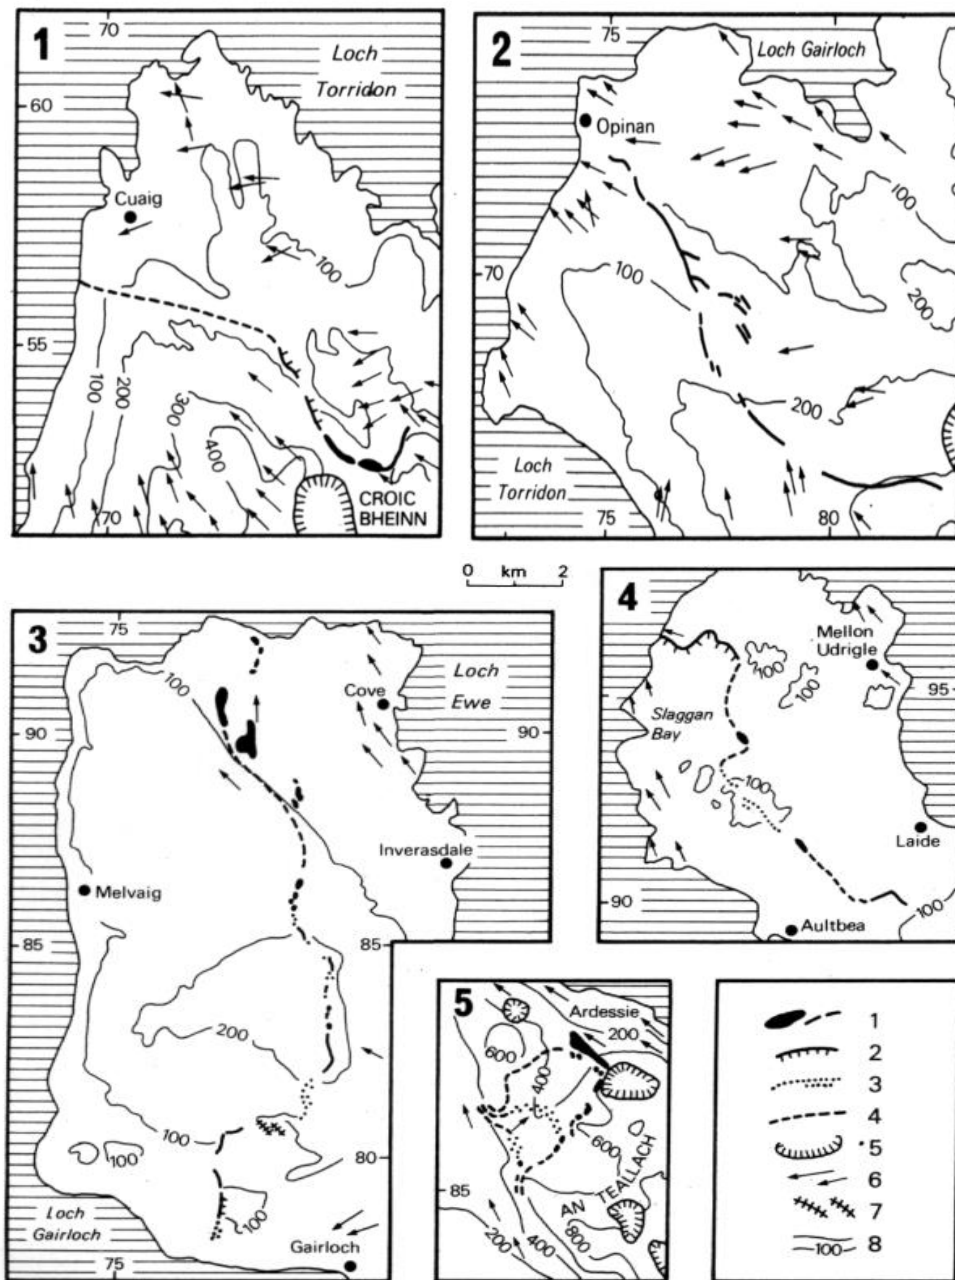 1
70
Loch
Torridon
60
Cuaig
100
55
100
200
300
400
CROIC
BHEINN
70
2
75
Loch Gairloch
Opinan
100
70
100
200
200
Loch
Torridon
75
80
0 km 2
3
75
100
Loch
Ewe
Cove
90
90
Inverasdale
Melvaig
85
85
200
100
100
80
100
Loch
Gairloch
Gairloch
75
4
Mellon
Udrigle
100
100
95
Slaggan
Bay
100
Laide
90
100
Aultbea
5
Ardessie
200
600
400
600
85
AN TEALLACH
200
400
800
1
2
3
4
5
6
7
100 8